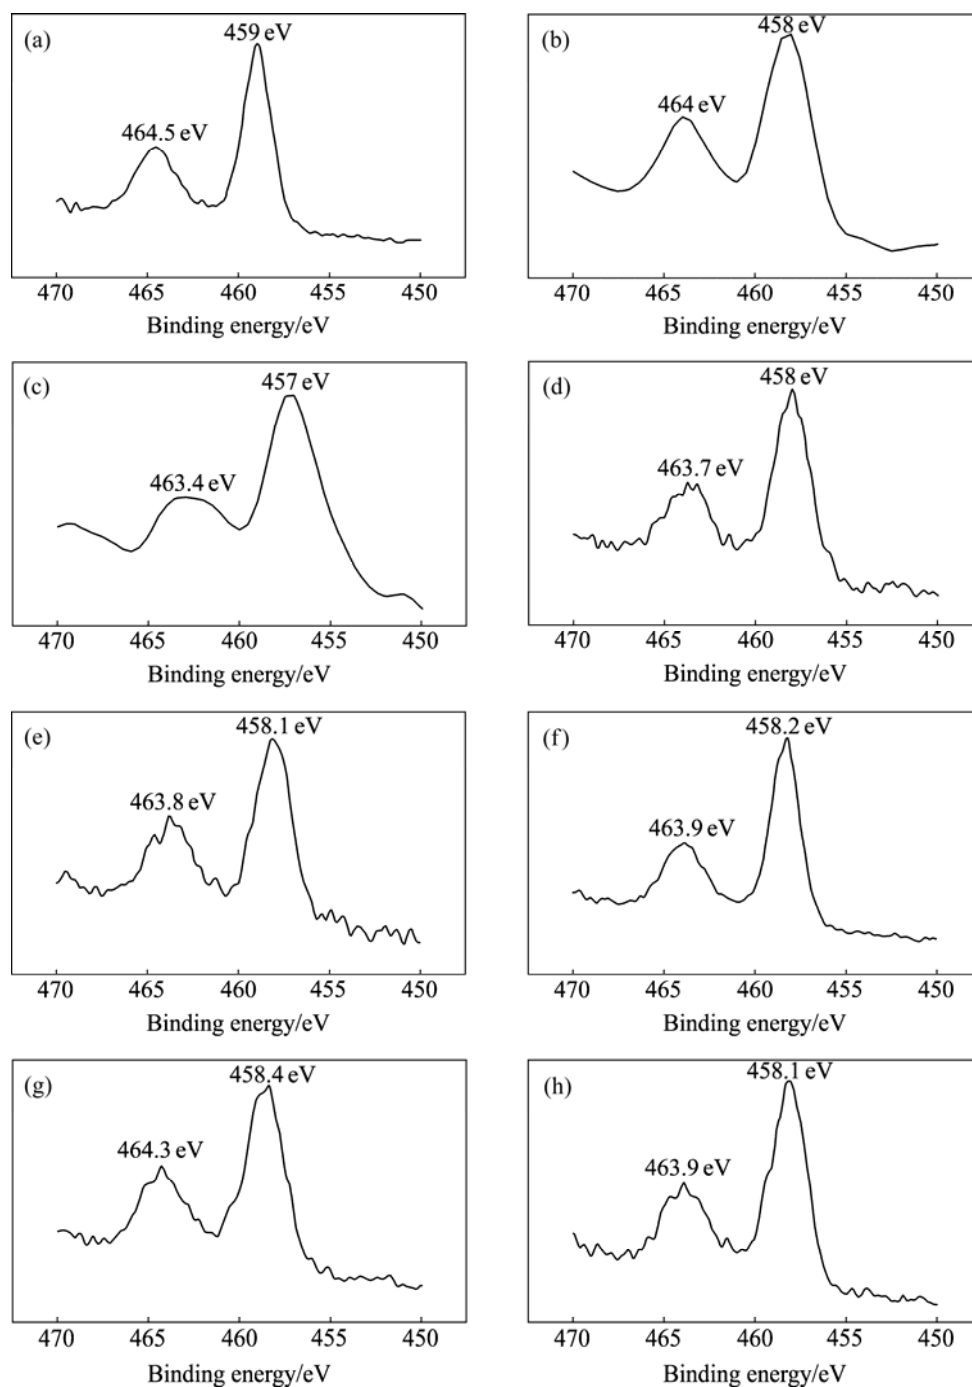 (a)
459 eV
464.5 eV
470 465 460 455 450
Binding energy/eV
(b)
458 eV
464 eV
470 465 460 455 450
Binding energy/eV
(c)
457 eV
463.4 eV
470 465 460 455 450
Binding energy/eV
(d)
458 eV
463.7 eV
470 465 460 455 450
Binding energy/eV
(e)
458.1 eV
463.8 eV
470 465 460 455 450
Binding energy/eV
(f)
458.2 eV
463.9 eV
470 465 460 455 450
Binding energy/eV
(g)
458.4 eV
464.3 eV
470 465 460 455 450
Binding energy/eV
(h)
458.1 eV
463.9 eV
470 465 460 455 450
Binding energy/eV